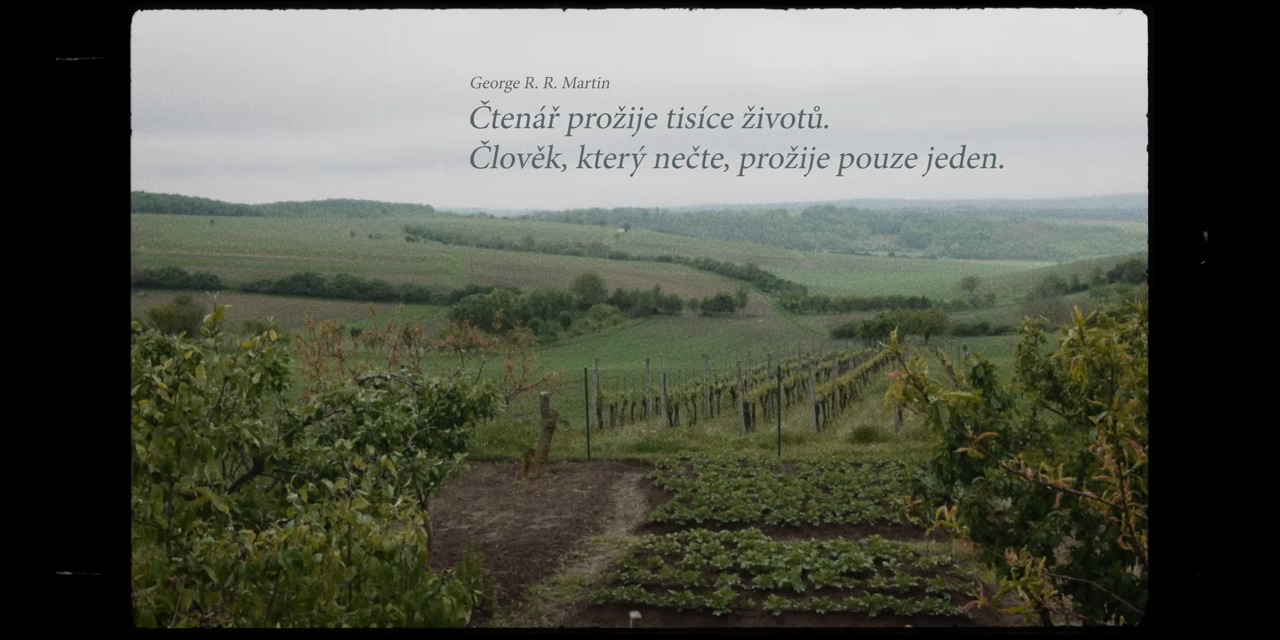 George R. R. Martin
Čtenář prožije tisíce životů.
Člověk, který nečte, prožije pouze jeden.